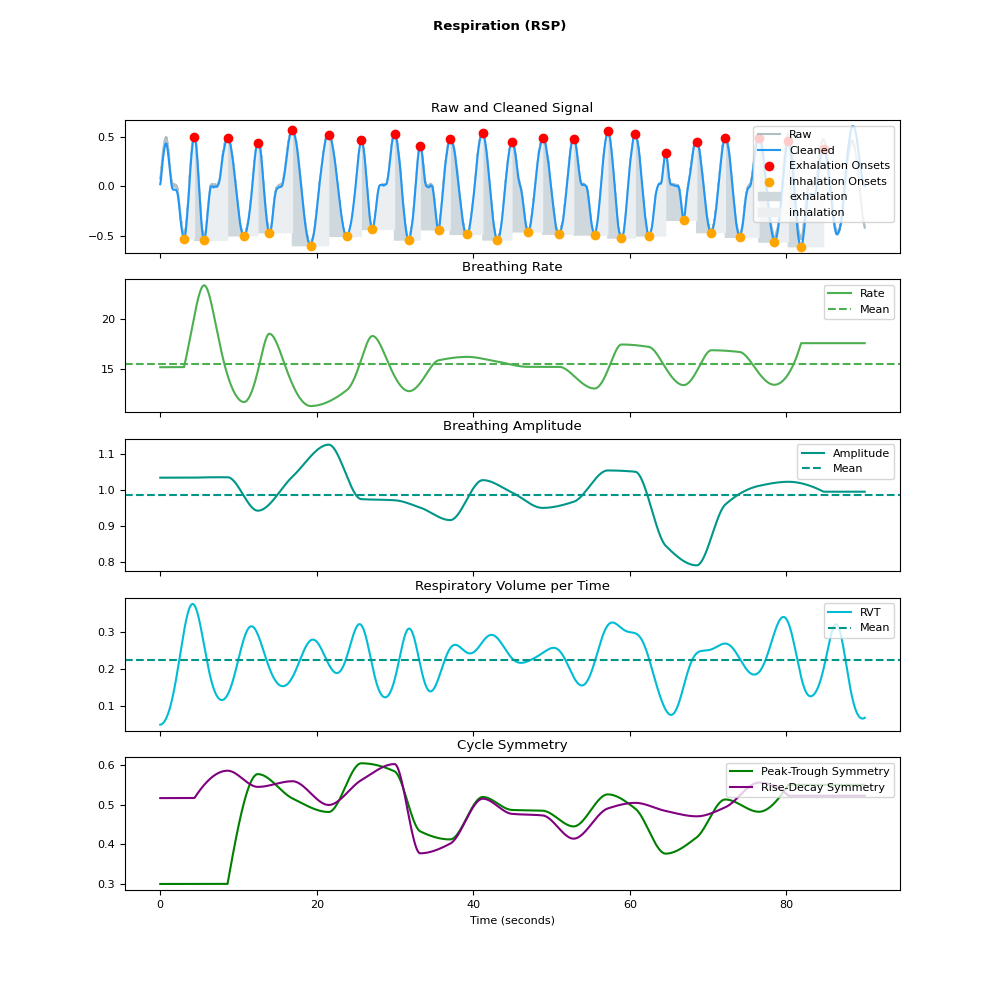 Respiration (RSP)
Raw and Cleaned Signal
0.5
0.0
−0.5
Raw
Cleaned
Exhalation Onsets
Inhalation Onsets
exhalation
inhalation
Breathing Rate
20
15
Rate
Mean
Breathing Amplitude
1.1
1.0
0.9
0.8
Amplitude
Mean
Respiratory Volume per Time
0.3
0.2
0.1
RVT
Mean
Cycle Symmetry
0.6
0.5
0.4
0.3
Peak-Trough Symmetry
Rise-Decay Symmetry
0 20 40 60 80
Time (seconds)